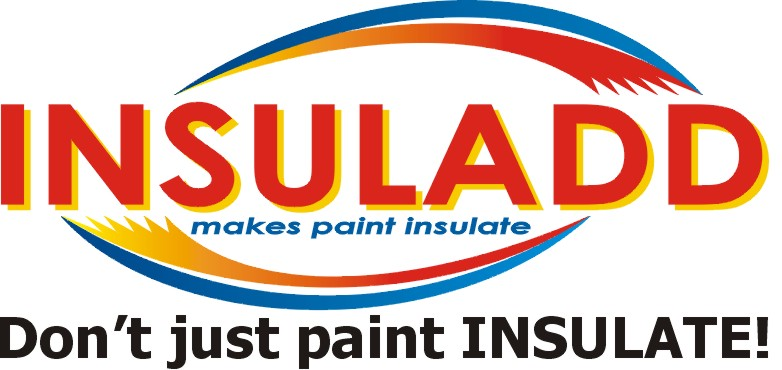 INSULADD
makes paint insulate
Don't just paint INSULATE!